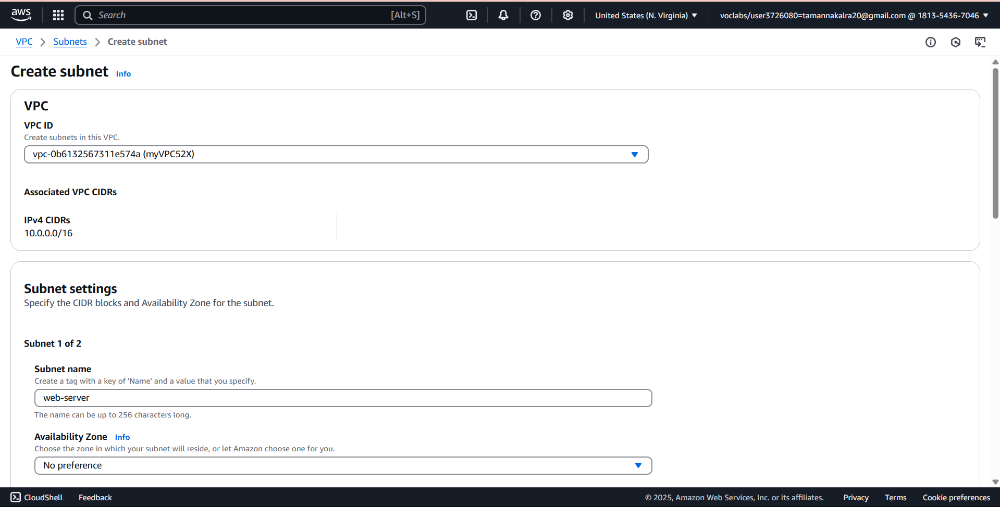 aws
Search [Alt+S]
United States (N. Virginia)
voclabs/user3726080=tamannakalra20@gmail.com @ 1813-5436-7046
VPC
Subnets
Create subnet
Create subnet Info
VPC
VPC ID
Create subnets in this VPC.
vpc-0b6132567311e574a (myVPC52X)
Associated VPC CIDRs
IPv4 CIDRs
10.0.0.0/16
Subnet settings
Specify the CIDR blocks and Availability Zone for the subnet.
Subnet 1 of 2
Subnet name
Create a tag with a key of 'Name' and a value that you specify.
web-server
The name can be up to 256 characters long.
Availability Zone Info
Choose the zone in which your subnet will reside, or let Amazon choose one for you.
No preference
CloudShell
Feedback
© 2025, Amazon Web Services, Inc. or its affiliates.
Privacy
Terms
Cookie preferences